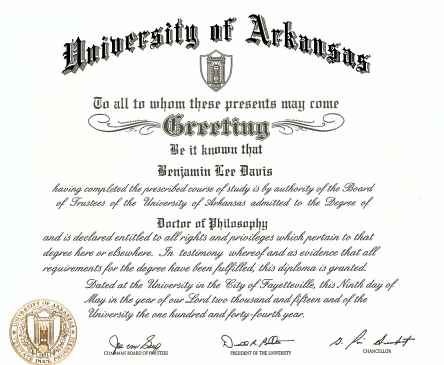 University of Arkansas
To all to whom these presents may come
Greeting
Be it known that
Benjamin Lee Davis
having completed the prescribed course of study is by authority of the Board
of Trustees of the University of Arkansas admitted to the Degree of
Doctor of Philosophy
and is declared entitled to all rights and privileges which pertain to that
degree here or elsewhere. In testimony whereof and as evidence that all
requirements for the degree have been fulfilled, this diploma is granted.
Dated at the University in the City of Fayetteville, this Ninth day of
May in the year of our Lord two thousand and fifteen and of the
University the one hundred and forty-fourth year.
CHAIRMAN BOARD OF TRUSTEES
PRESIDENT OF THE UNIVERSITY
CHANCELLOR